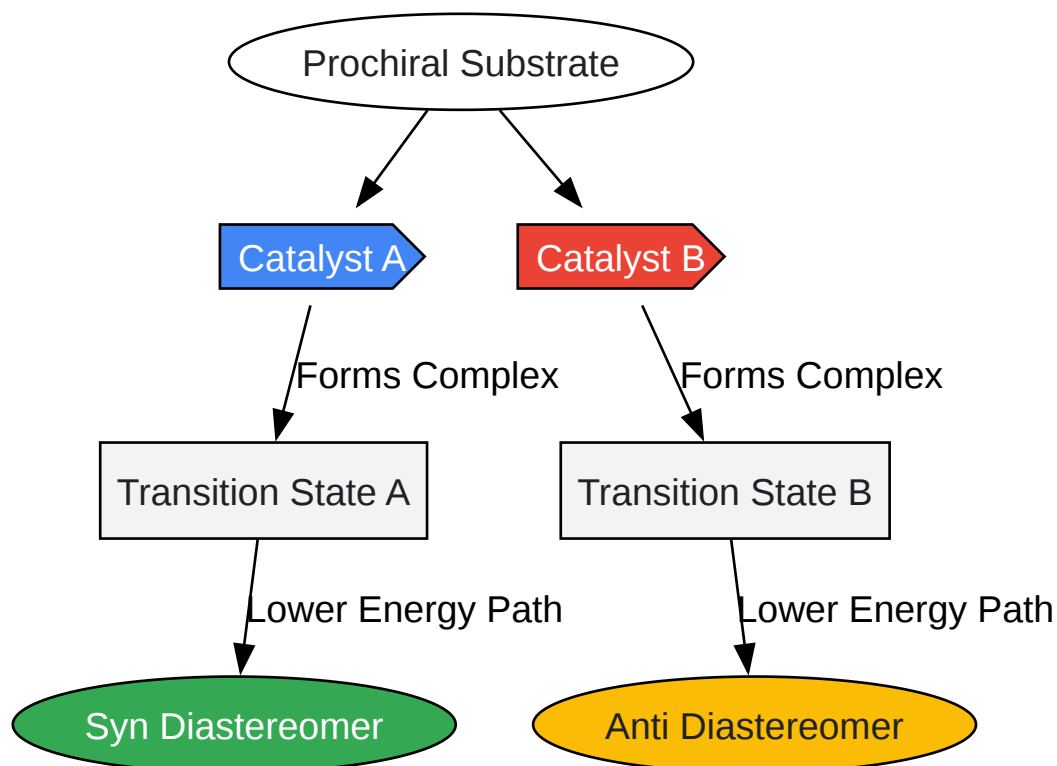 Prochiral Substrate
Catalyst A
Catalyst B
Forms Complex
Forms Complex
Transition State A
Transition State B
Lower Energy Path
Lower Energy Path
Syn Diastereomer
Anti Diastereomer